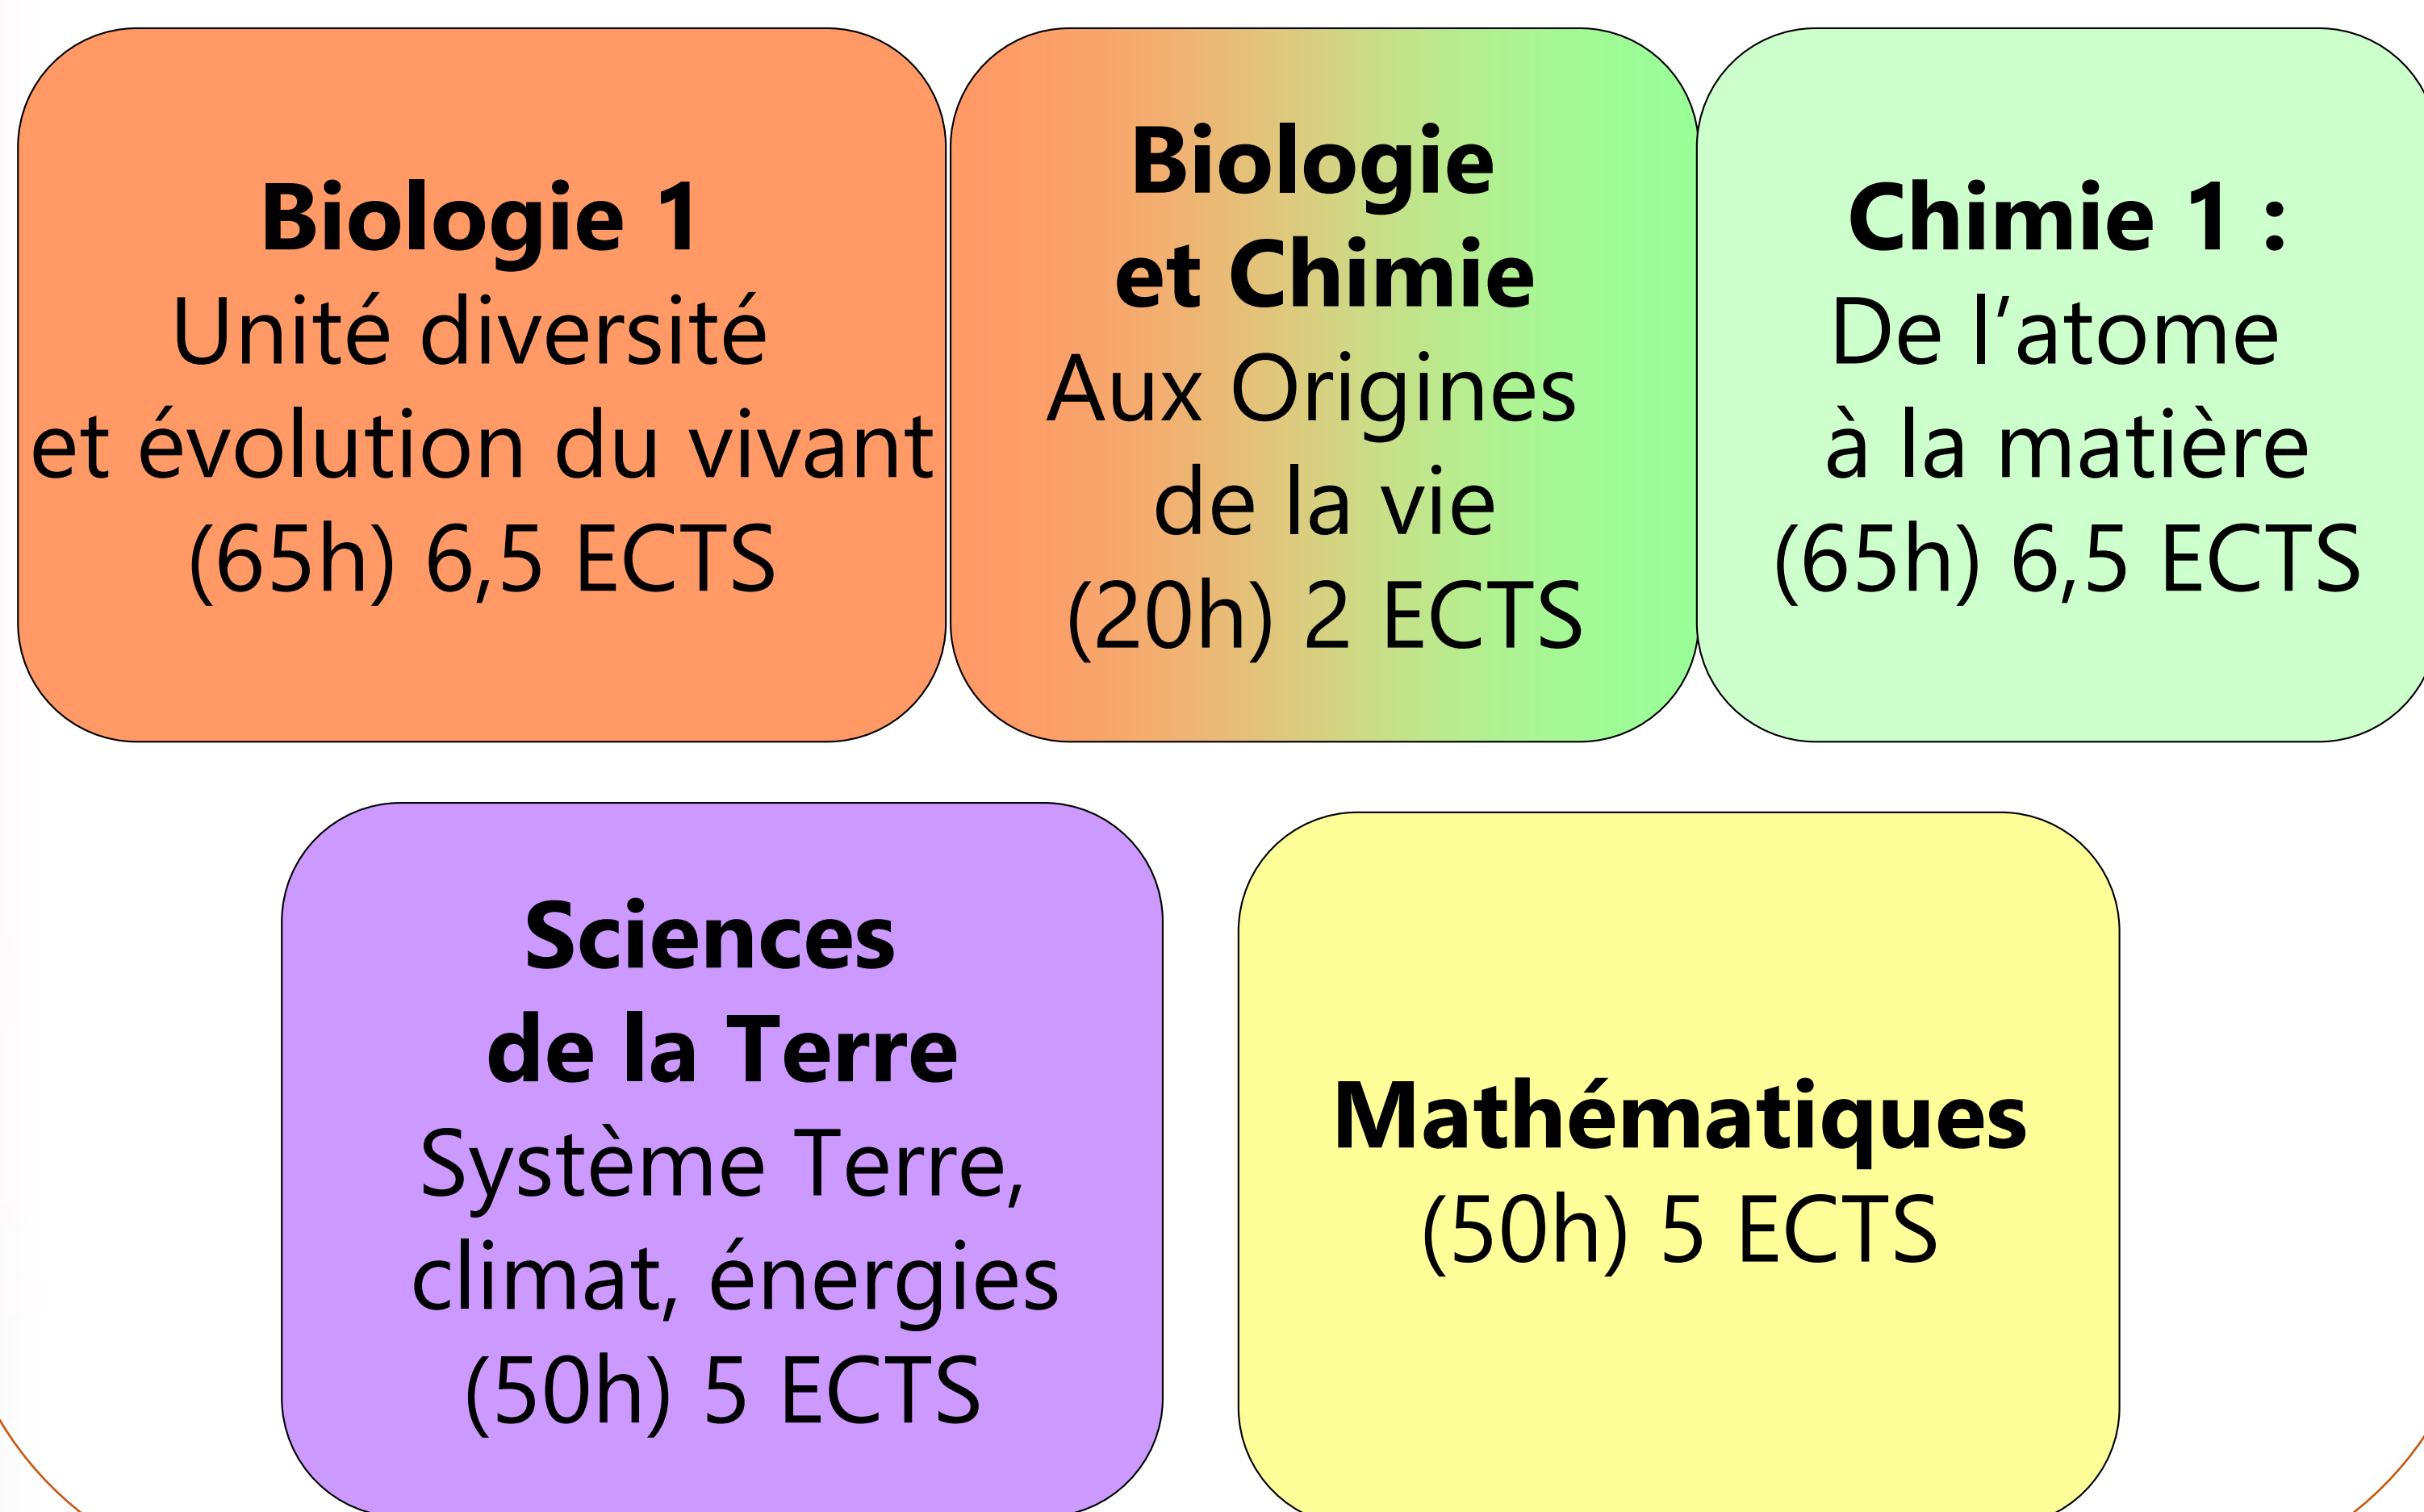 Biologie 1
Unité diversité
et évolution du vivant
(65h) 6,5 ECTS
Biologie
et Chimie
Aux Origines
de la vie
(20h) 2 ECTS
Chimie 1 :
De l’atome
à la matière
(65h) 6,5 ECTS
Sciences
de la Terre
Système Terre,
climat, énergies
(50h) 5 ECTS
Mathématiques
(50h) 5 ECTS